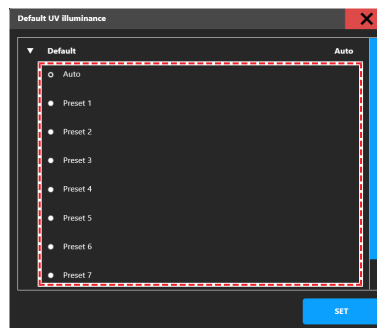 Default UV illuminance
Default Auto
Auto
Preset 1
Preset 2
Preset 3
Preset 4
Preset 5
Preset 6
Preset 7
SET